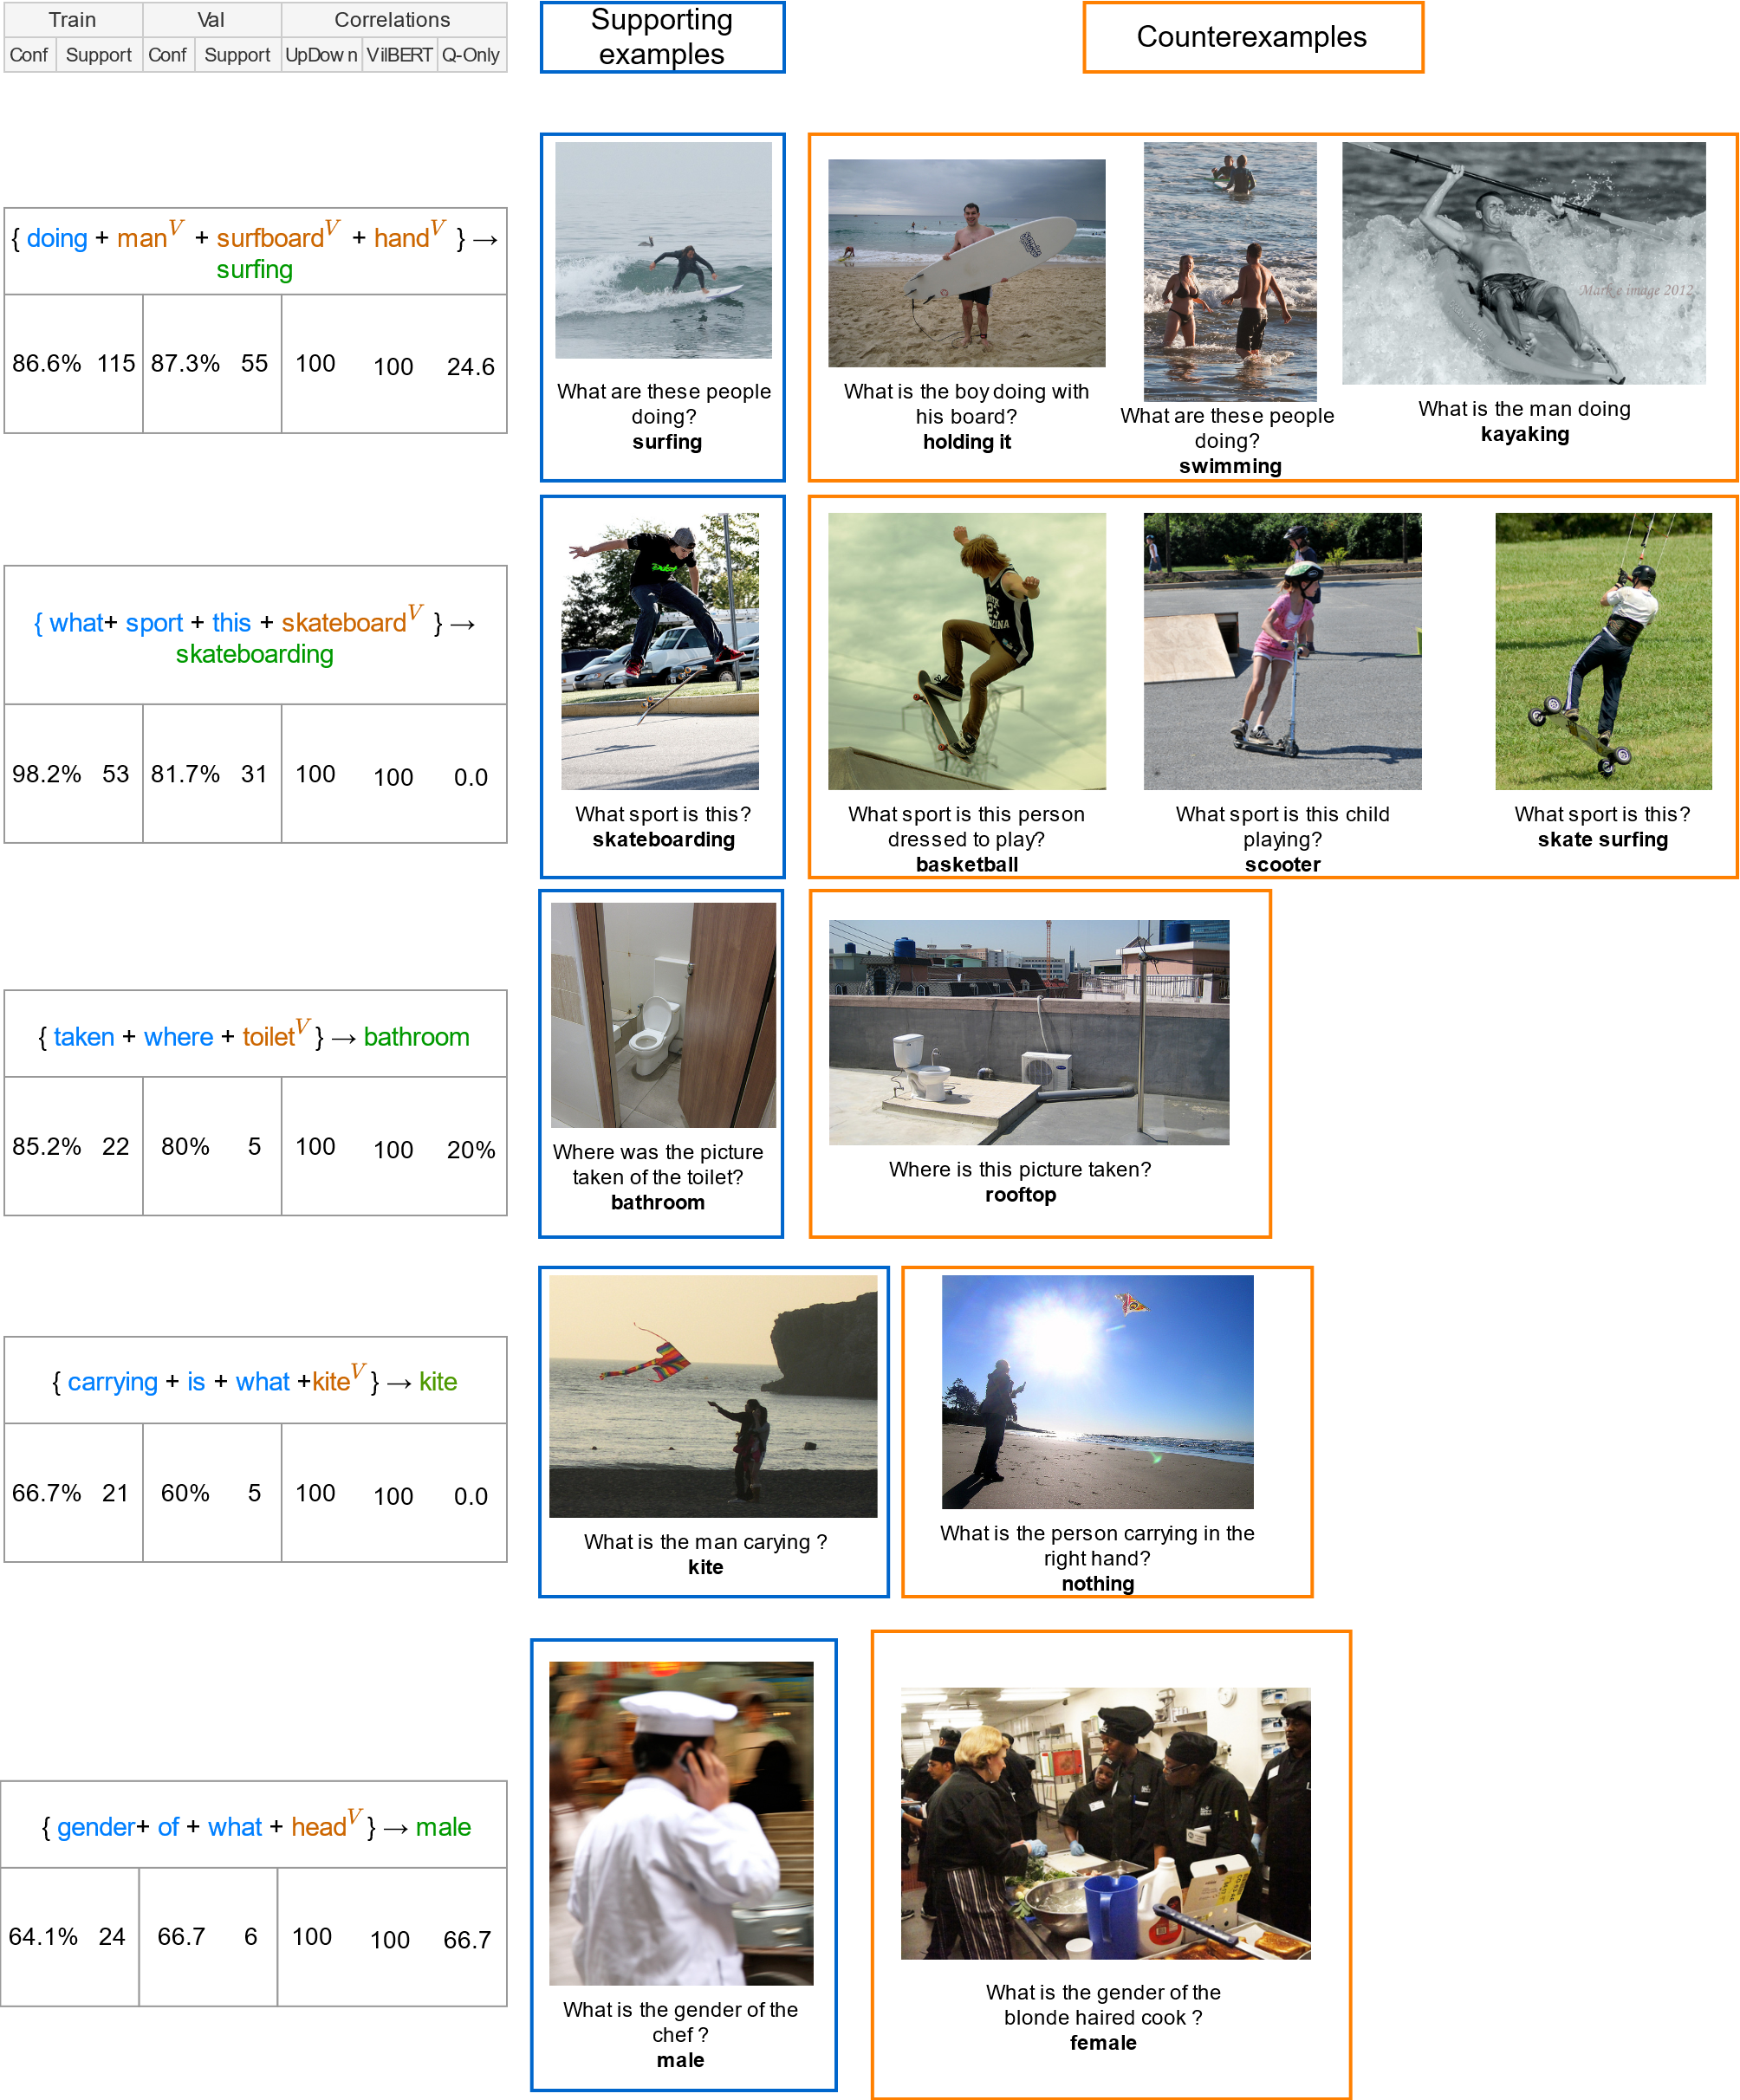 Train Val Correlations
Conf Support Conf Support UpDow n VilBERT Q-Only
Supporting
examples
Counterexamples
{ doing + man^V + surfboard^V + hand^V } →
surfing
86.6% 115 87.3% 55 100 100 24.6
What are these people
doing?
surfing
What is the boy doing with
his board?
holding it
What are these people
doing?
swimming
Mark e image 2012
What is the man doing
kayaking
{ what+ sport + this + skateboard^V } →
skateboarding
98.2% 53 81.7% 31 100 100 0.0
What sport is this?
skateboarding
What sport is this person
dressed to play?
basketball
What sport is this child
playing?
scooter
What sport is this?
skate surfing
{ taken + where + toilet^V } → bathroom
85.2% 22 80% 5 100 100 20%
Where was the picture
taken of the toilet?
bathroom
Where is this picture taken?
rooftop
{ carrying + is + what +kite^V } → kite
66.7% 21 60% 5 100 100 0.0
What is the man carying ?
kite
What is the person carrying in the
right hand?
nothing
{ gender+ of + what + head^V } → male
64.1% 24 66.7 6 100 100 66.7
What is the gender of the
chef ?
male
What is the gender of the
blonde haired cook ?
female